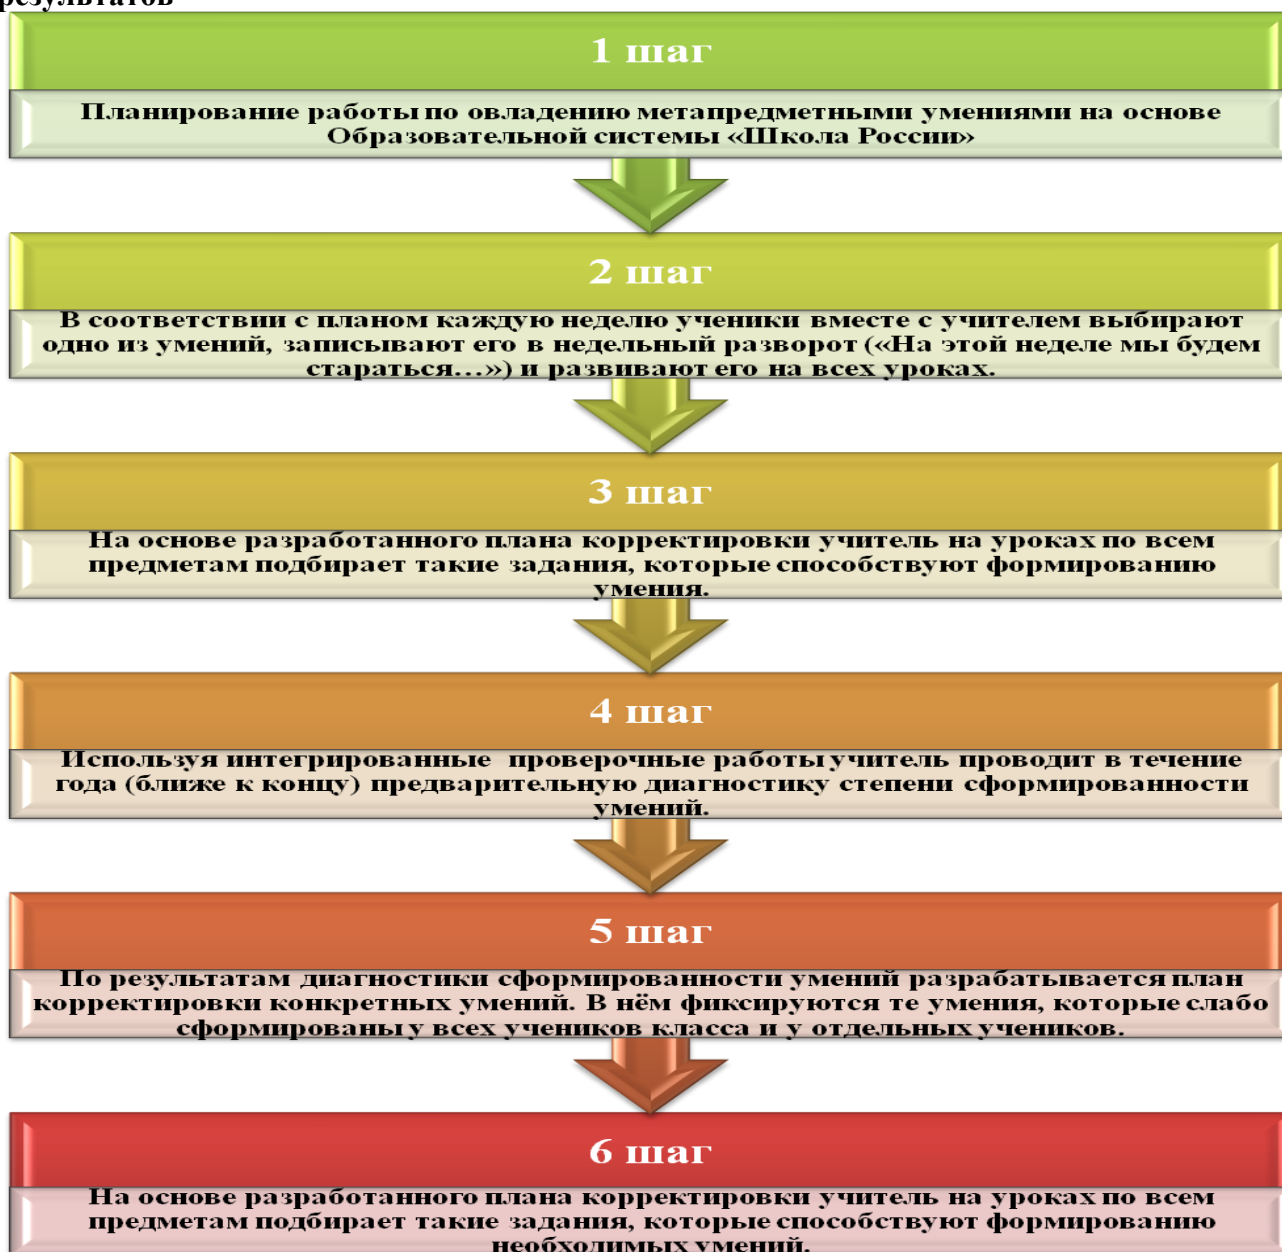 результатов
1 шаг
Планирование работы по овладению метапредметными умениями на основе
Образовательной системы «Школа России»
2 шаг
В соответствии с планом каждую неделю ученики вместе с учителем выбирают
одно из умений, записывают его в недельный разворот («На этой неделе мы будем
стараться…») и развивают его на всех уроках.
3 шаг
На основе разработанного плана корректировки учитель на уроках по всем
предметам подбирает такие задания, которые способствуют формированию
умения.
4 шаг
Используя интегрированные проверочные работы учитель проводит в течение
года (ближе к концу) предварительную диагностику степени сформированности
умений.
5 шаг
По результатам диагностики сформированности умений разрабатывается план
корректировки конкретных умений. В нём фиксируются те умения, которые слабо
сформированы у всех учеников класса и у отдельных учеников.
6 шаг
На основе разработанного плана корректировки учитель на уроках по всем
предметам подбирает такие задания, которые способствуют формированию
необходимых умений.